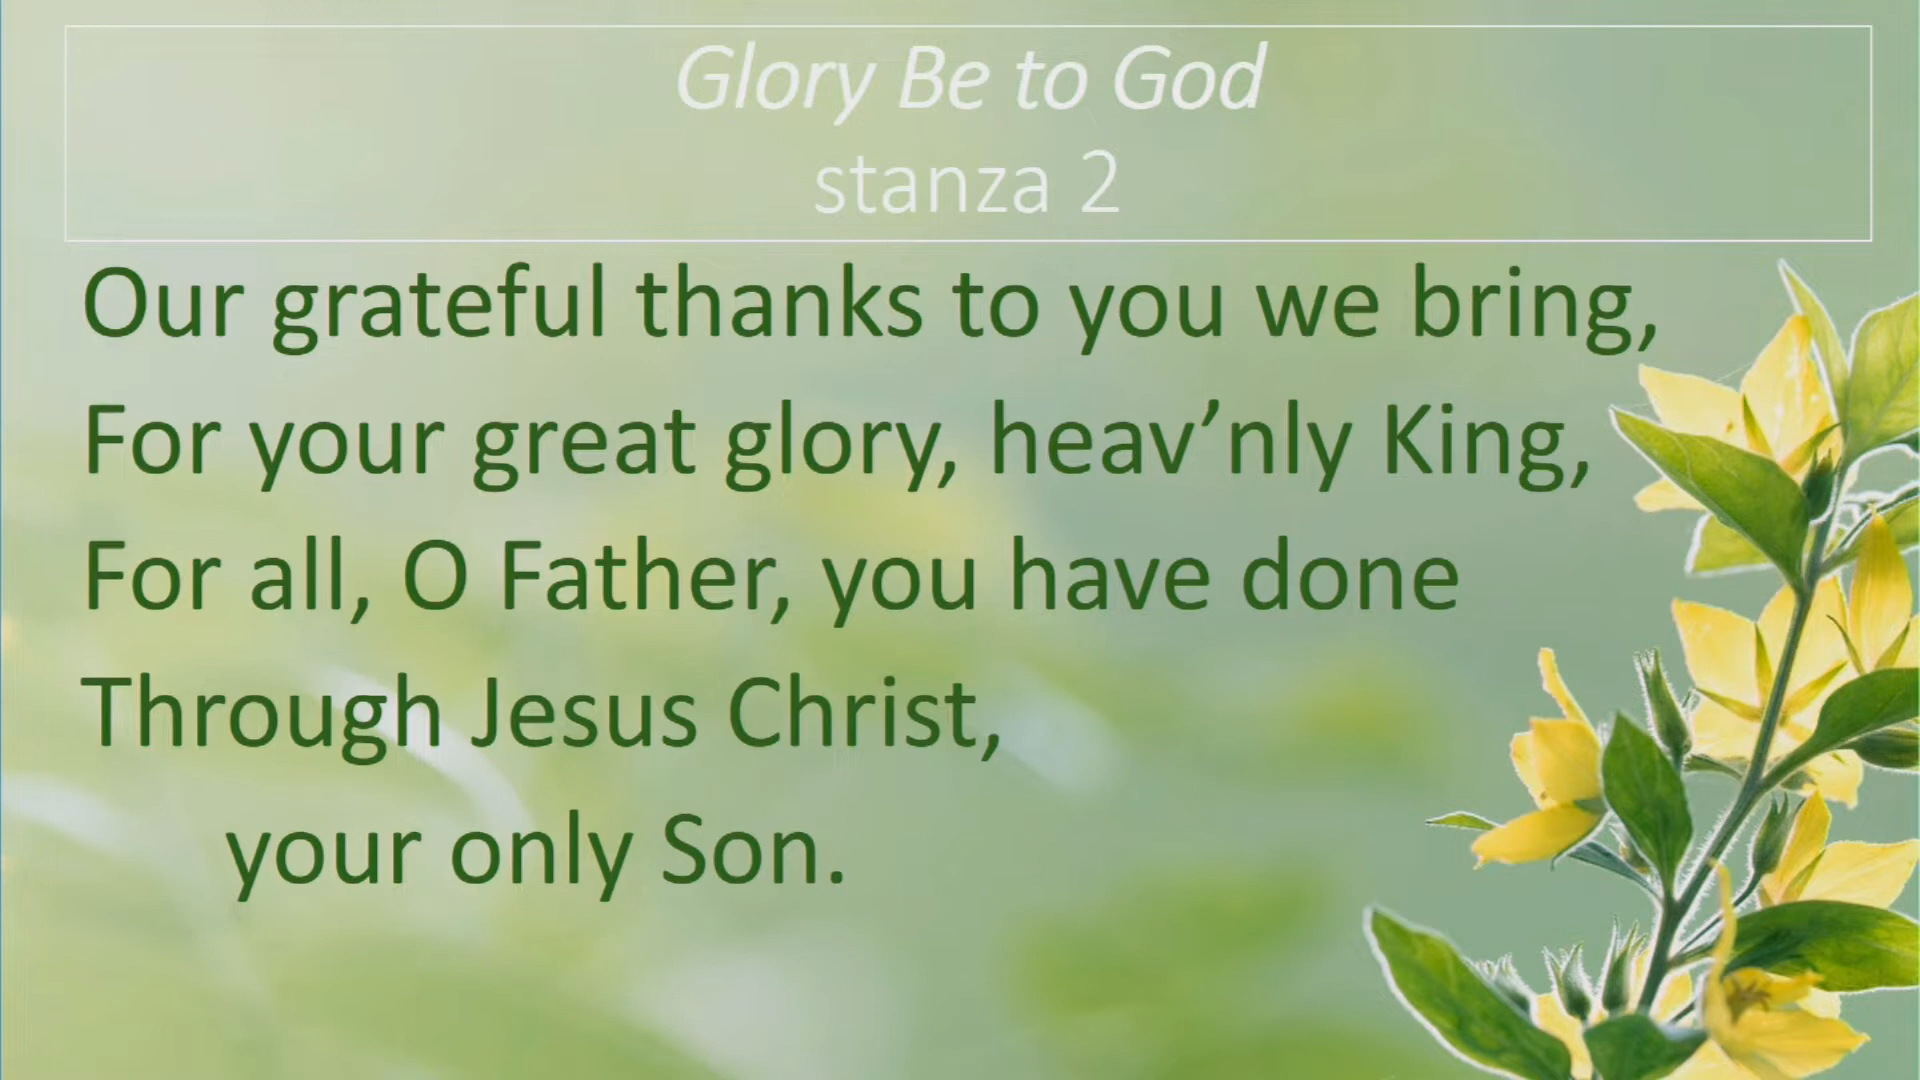 Glory Be to God
stanza 2
Our grateful thanks to you we bring,
For your great glory, heav’nly King,
For all, O Father, you have done
Through Jesus Christ,
your only Son.